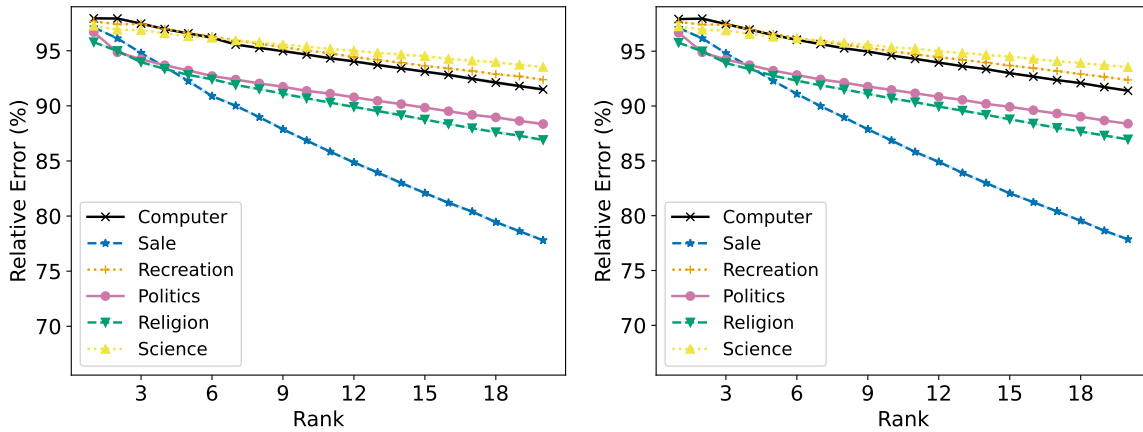 Relative Error (%)
95
90
85
80
75
70
Computer
Sale
Recreation
Politics
Religion
Science
3 6 9 12 15 18
Rank
Relative Error (%)
95
90
85
80
75
70
Computer
Sale
Recreation
Politics
Religion
Science
3 6 9 12 15 18
Rank